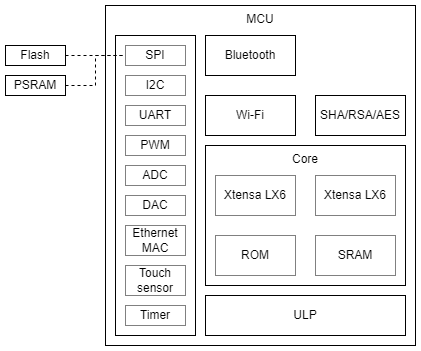 MCU
Flash
PSRAM
SPI
I2C
UART
PWM
ADC
DAC
Ethernet
MAC
Touch
sensor
Timer
Bluetooth
Wi-Fi
SHA/RSA/AES
Core
Xtensa LX6
Xtensa LX6
ROM
SRAM
ULP